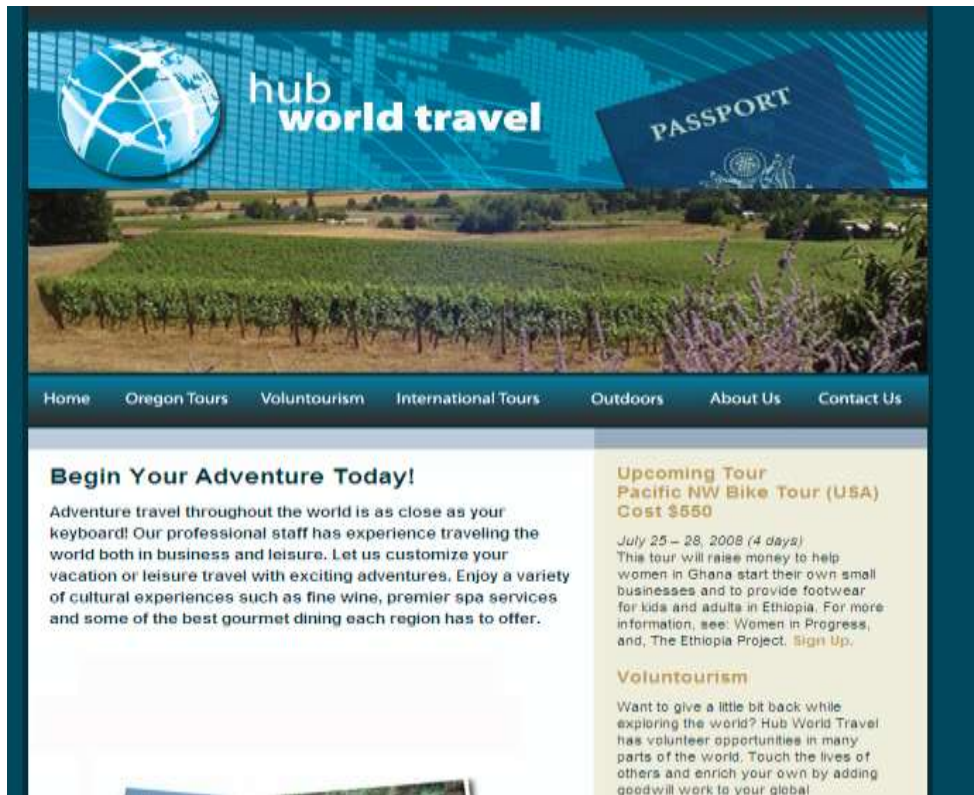 hub
world travel
PASSPORT
Home Oregon Tours Voluntourism International Tours Outdoors About Us Contact Us
Begin Your Adventure Today!
Adventure travel throughout the world is as close as your
keyboard! Our professional staff has experience traveling the
world both in business and leisure. Let us customize your
vacation or leisure travel with exciting adventures. Enjoy a variety
of cultural experiences such as fine wine, premier spa services
and some of the best gourmet dining each region has to offer.
Upcoming Tour
Pacific NW Bike Tour (USA)
Cost $550
July 25 – 28, 2008 (4 days)
This tour will raise money to help
women in Ghana start their own small
businesses and to provide footwear
for kids and adults in Ethiopia. For more
information, see: Women in Progress,
and, The Ethiopia Project. Sign Up.
Voluntourism
Want to give a little bit back while
exploring the world? Hub World Travel
has volunteer opportunities in many
parts of the world. Touch the lives of
others and enrich your own by adding
goodwill work to your global